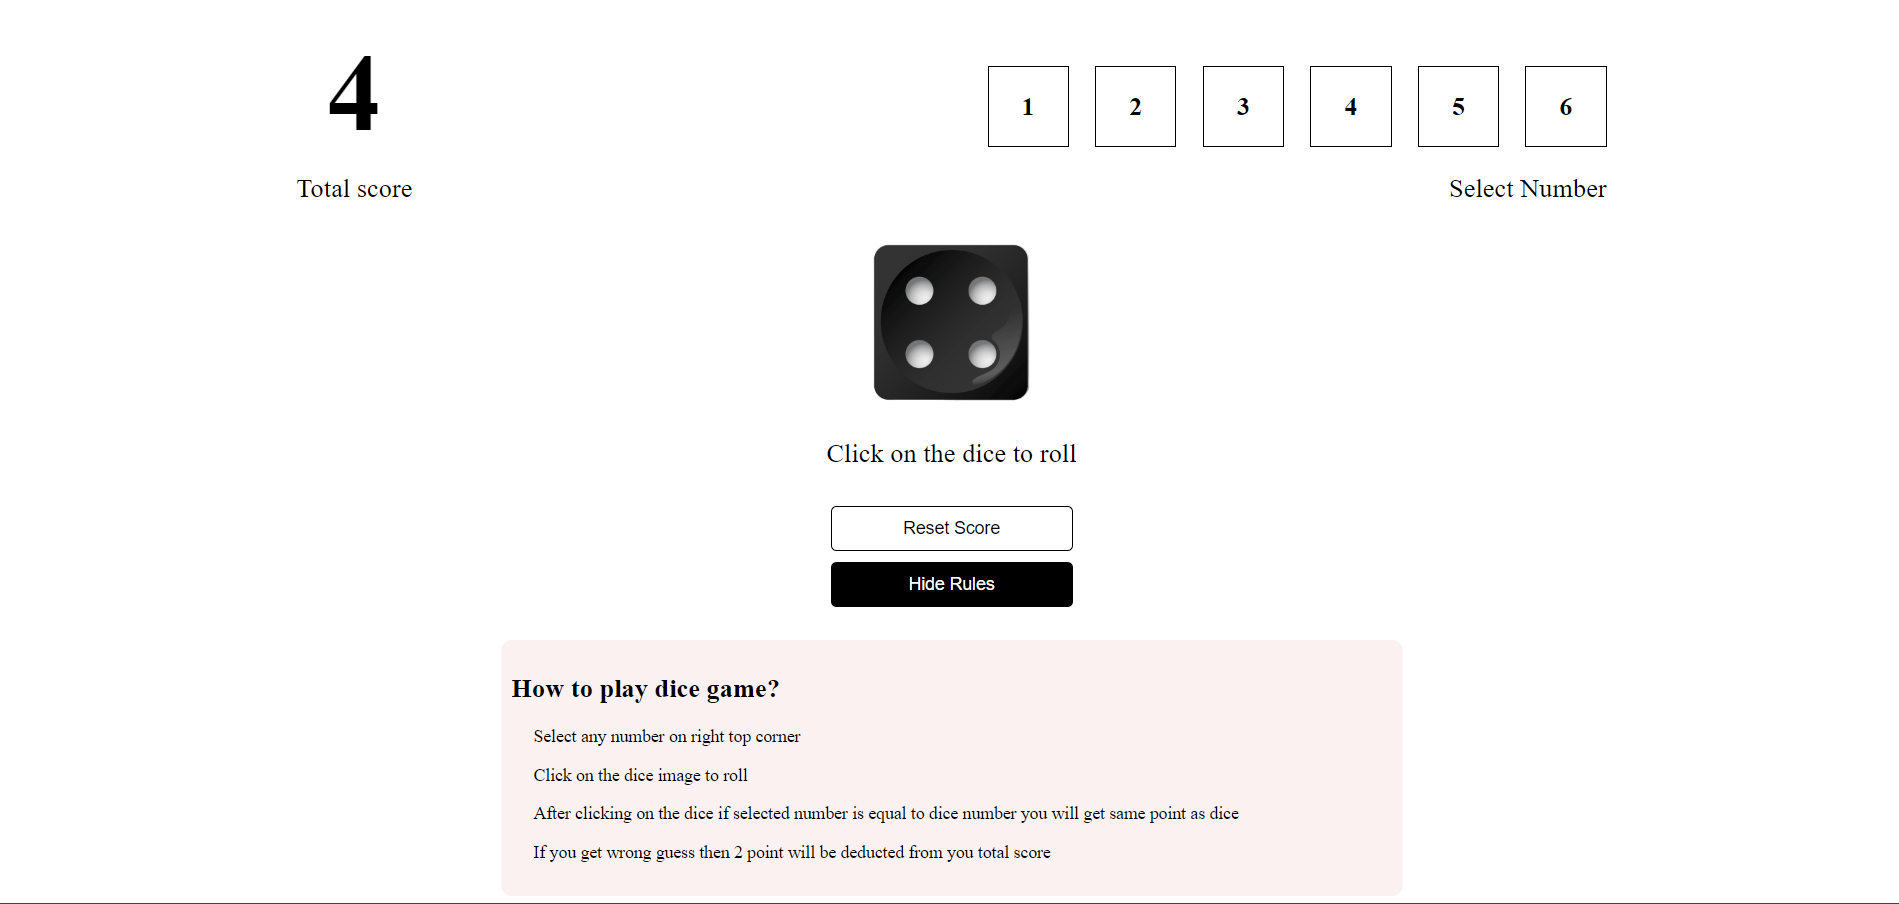 4
1 2 3 4 5 6
Total score
Select Number
Click on the dice to roll
Reset Score
Hide Rules
How to play dice game?
Select any number on right top corner
Click on the dice image to roll
After clicking on the dice if selected number is equal to dice number you will get same point as dice
If you get wrong guess then 2 point will be deducted from you total score